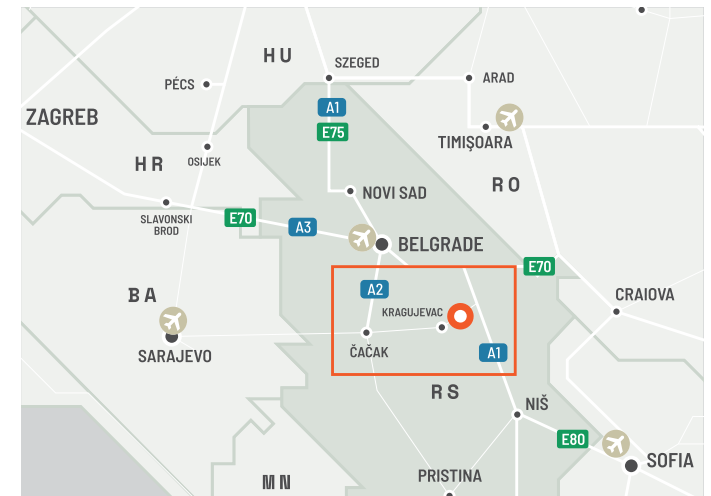 HU
SZEGED
PÉCS
ARAD
A1
ZAGREB
E75
TIMIŞOARA
HR
OSIJEK
RO
NOVI SAD
SLAVONSKI
BROD
E70
A3
BELGRADE
E70
BA
A2
CRAIOVA
KRAGUJEVAC
SARAJEVO
ČAČAK
A1
RS
NIŠ
E80
SOFIA
MN
PRISTINA